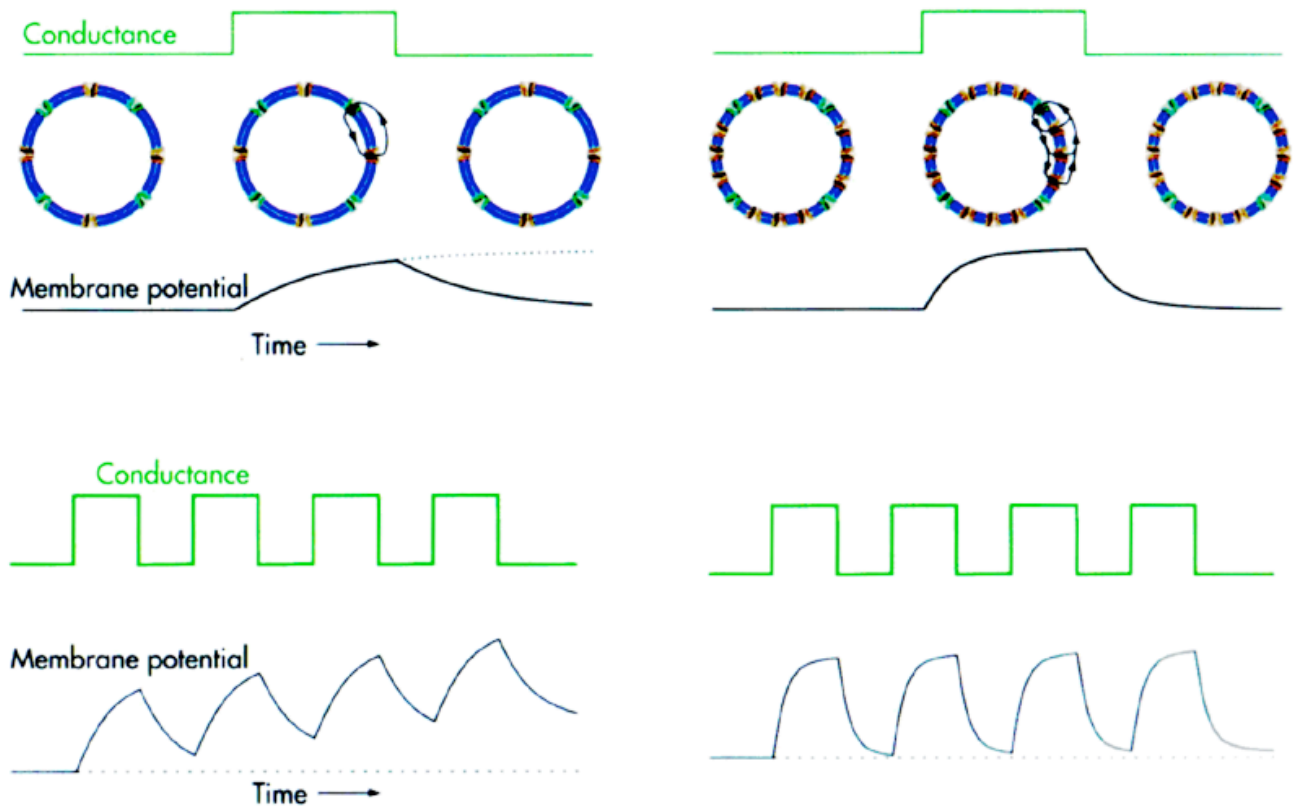 Conductance
Membrane potential
Time
Conductance
Membrane potential
Time